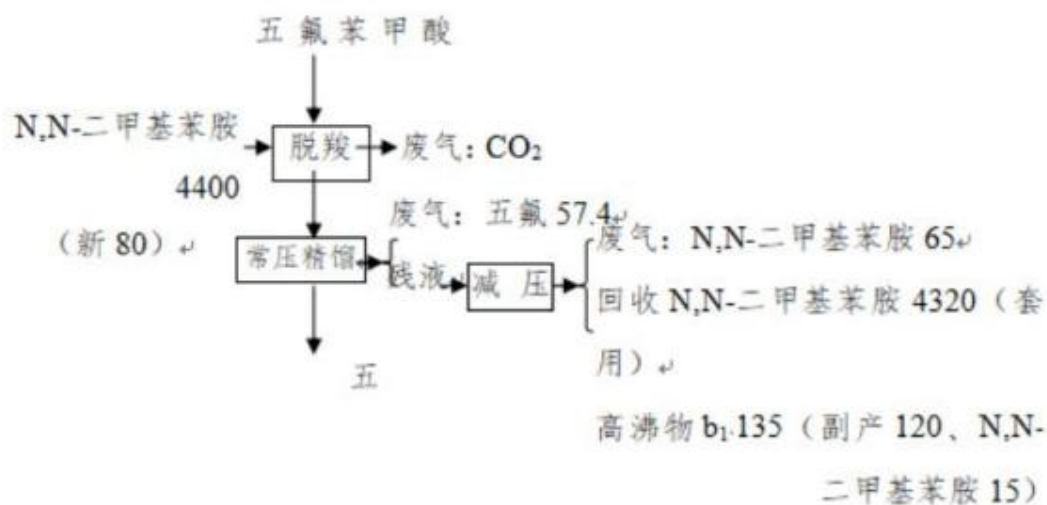 五氟苯甲酸
N,N-二甲基苯胺
4400
（新 80）↵
脱羧
废气：CO₂
常压精馏
废气：五氟 57.4↵
残液
减 压
废气：N,N-二甲基苯胺 65↵
回收 N,N-二甲基苯胺 4320（套
用）↵
高沸物 b₁ 135（副产 120、N,N-
二甲基苯胺 15）
五